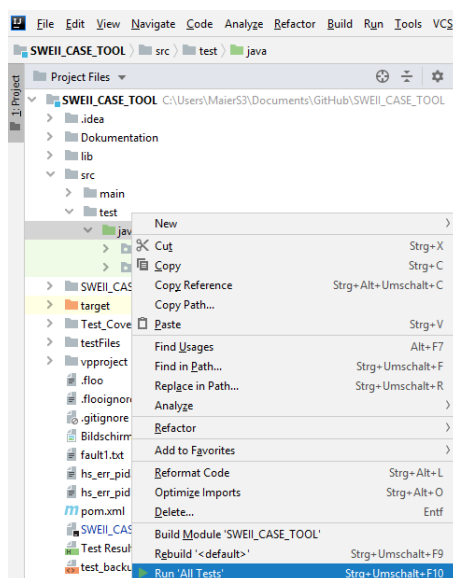 File Edit View Navigate Code Analyze Refactor Build Run Tools VCS
SWEII_CASE_TOOL src test java
Project Files
1: Project
SWEII_CASE_TOOL C:\Users\MaierS3\Documents\GitHub\SWEII_CASE_TOOL
.idea
Dokumentation
lib
src
main
test
jav
New
Cut Strg+X
Copy Strg+C
SWEII_CAS Copy Reference Strg+Alt+Umschalt+C
target Copy Path...
Test_Cove Paste Strg+V
testFiles Find Usages Alt+F7
vpproject Find in Path... Strg+Umschalt+F
.floo Replace in Path... Strg+Umschalt+R
.flooignor Analyze
.gitignore Refactor
Bildschirm Add to Favorites
fault1.txt
hs_err_pid Reformat Code Strg+Alt+L
hs_err_pid Optimize Imports Strg+Alt+O
pom.xml Delete... Entf
SWEII_CAS Build Module 'SWEII_CASE_TOOL'
Test Resul Rebuild '<default>' Strg+Umschalt+F9
test_backu Run 'All Tests' Strg+Umschalt+F10